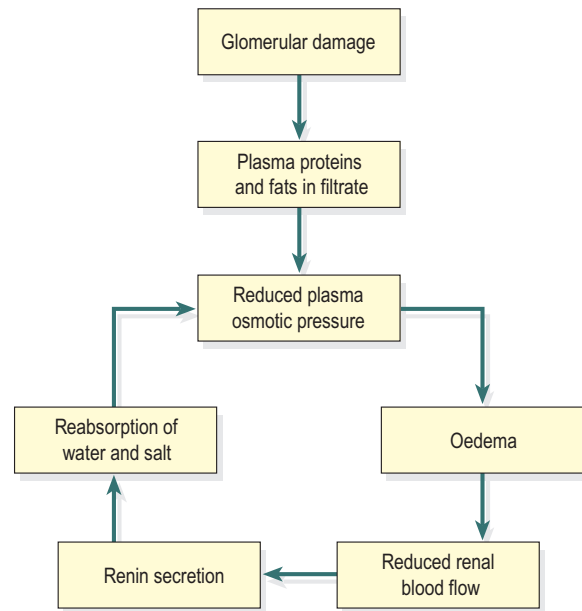 Glomerular damage
Plasma proteins
and fats in filtrate
Reduced plasma
osmotic pressure
Reabsorption of
water and salt
Oedema
Renin secretion
Reduced renal
blood flow